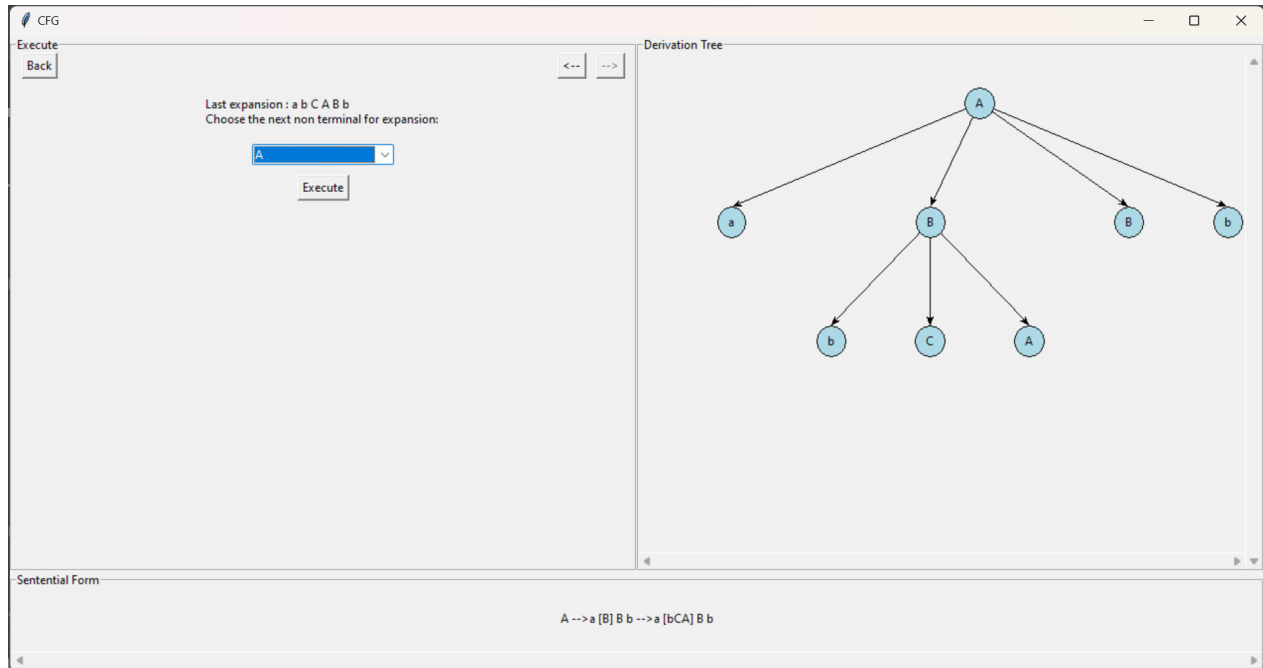 CFG
Execute
Back
<--
-->
Last expansion : a b C A B b
Choose the next non terminal for expansion:
A
Execute
Derivation Tree
A
a
B
B
b
b
C
A
Sentential Form
A -->a [B] B b -->a [bCA] B b